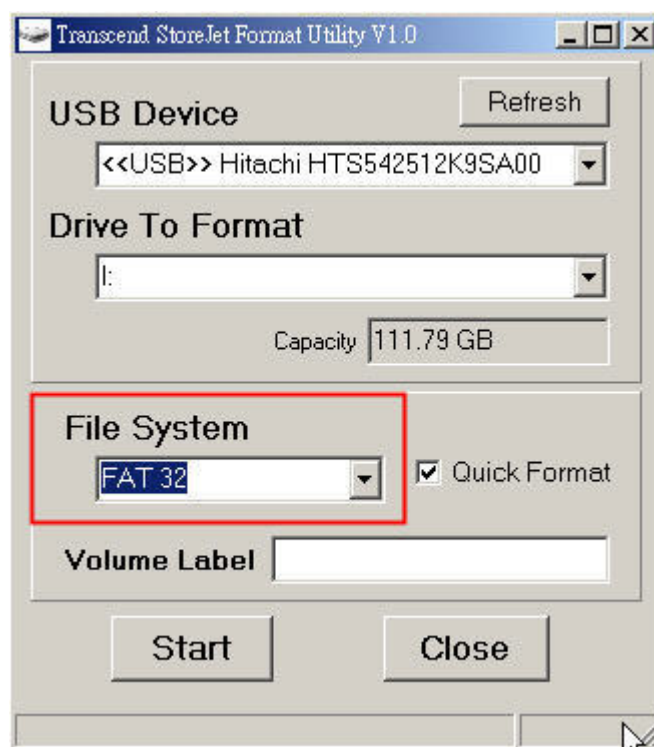 Transcend StoreJet Format Utility V1.0
USB Device
Refresh
<<USB>> Hitachi HTS542512K9SA00
Drive To Format
I:
Capacity 111.79 GB
File System
FAT 32
Quick Format
Volume Label
Start Close